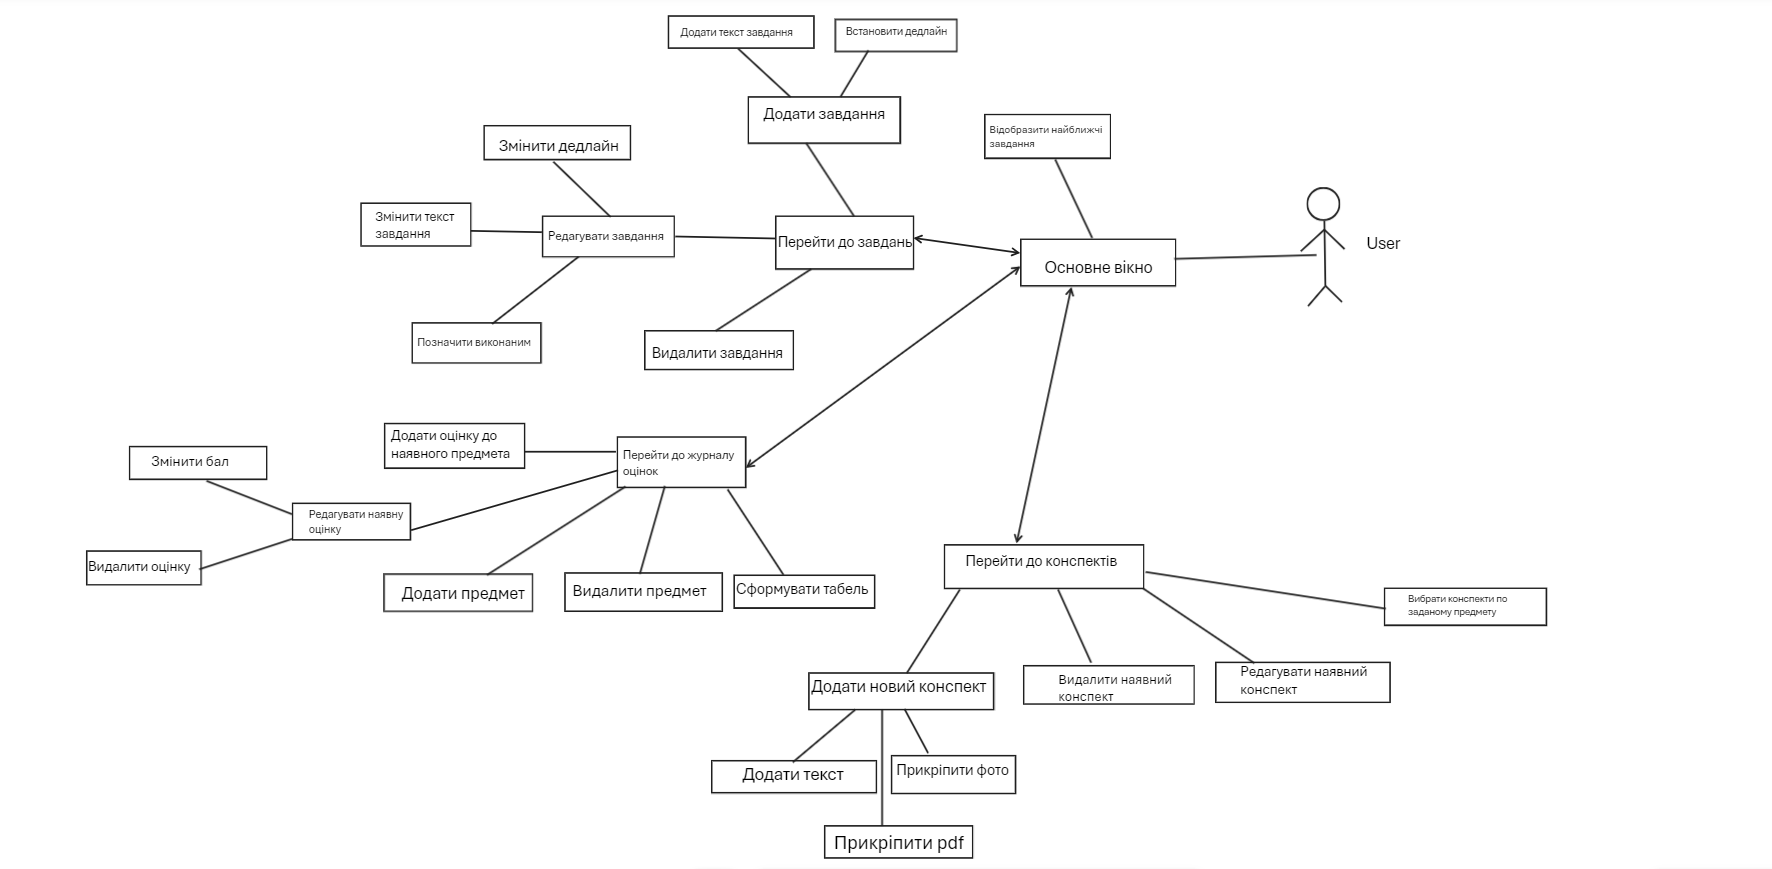 Додати текст завдання
Встановити дедлайн
Додати завдання
Відобразити найближчі
завдання
Змінити дедлайн
Змінити текст
завдання
Редагувати завдання
Перейти до завдань
Основне вікно
User
Позначити виконаним
Видалити завдання
Додати оцінку до
наявного предмета
Перейти до журналу
оцінок
Змінити бал
Редагувати наявну
оцінку
Видалити оцінку
Додати предмет
Видалити предмет
Сформувати табель
Перейти до конспектів
Вибрати конспекти по
заданому предмету
Додати новий конспект
Видалити наявний
конспект
Редагувати наявний
конспект
Додати текст
Прикріпити фото
Прикріпити pdf